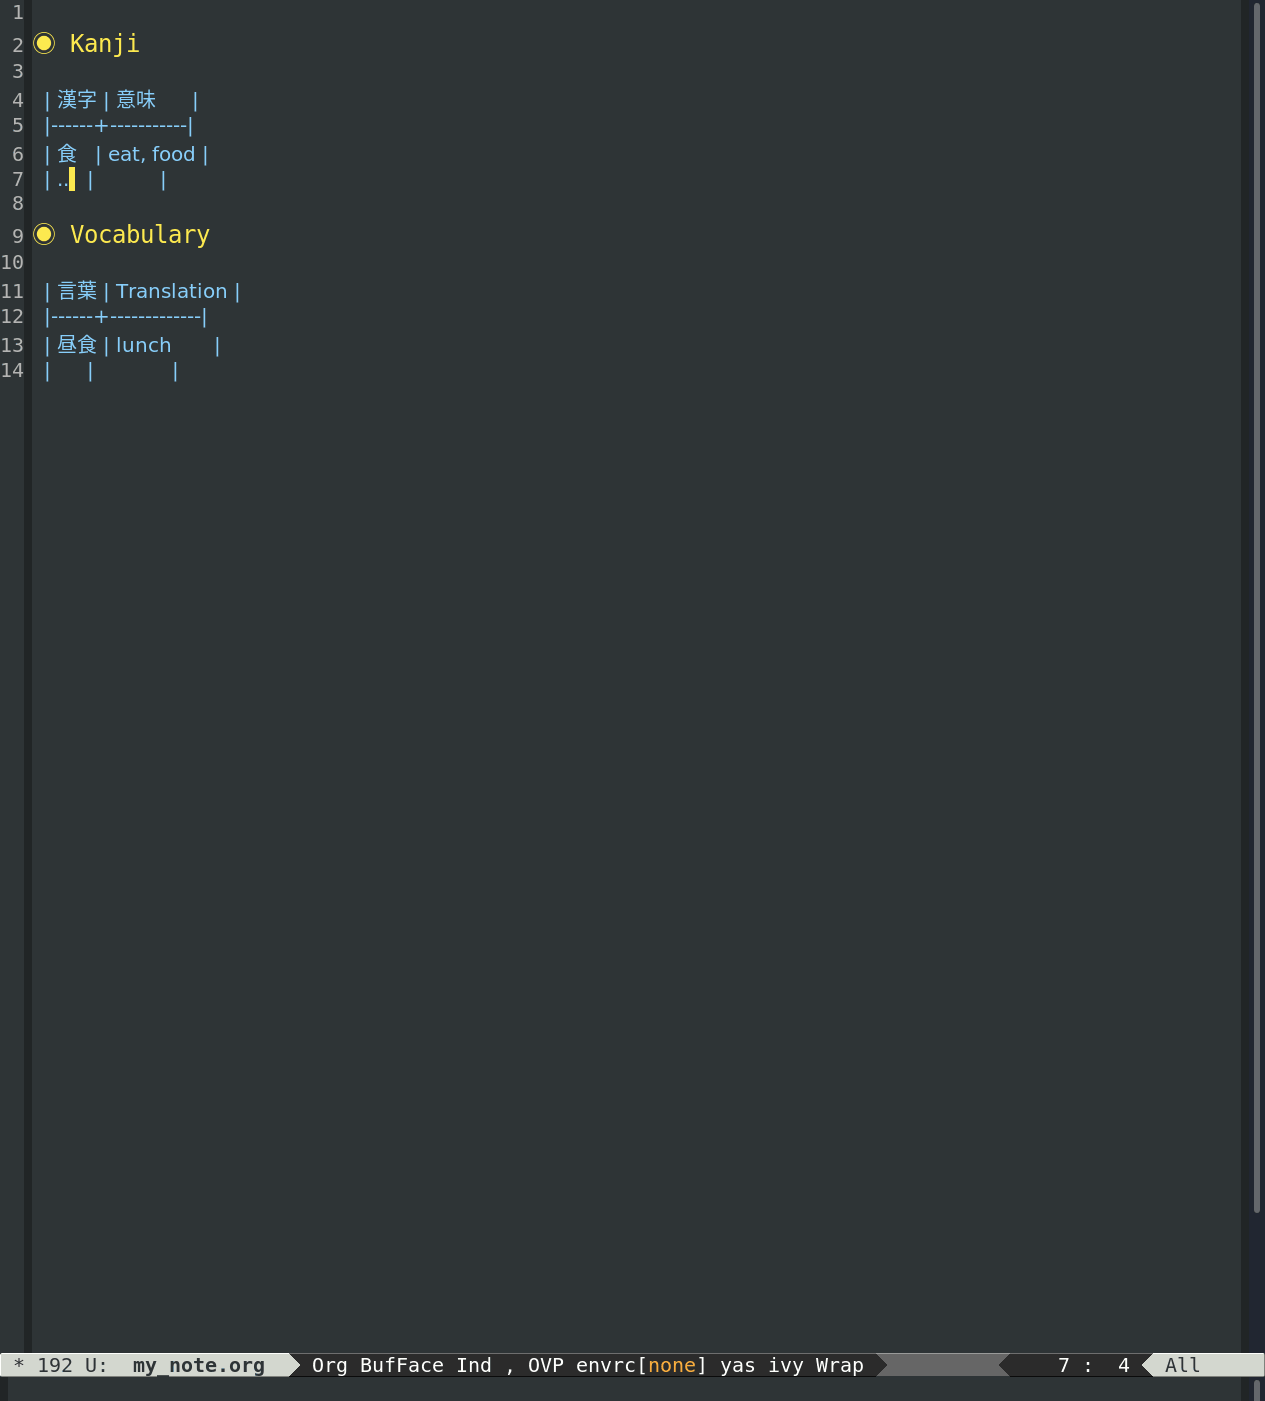 1
2 ◉ Kanji
3
4 | 漢字 | 意味      |
5 |------+-----------|
6 | 食   | eat, food |
7 | ..   |           |
8
9 ◉ Vocabulary
10
11 | 言葉 | Translation |
12 |------+-------------|
13 | 昼食 | lunch       |
14 |      |             |
* 192 U: my_note.org Org BufFace Ind , OVP envrc[none] yas ivy Wrap 7 : 4 All